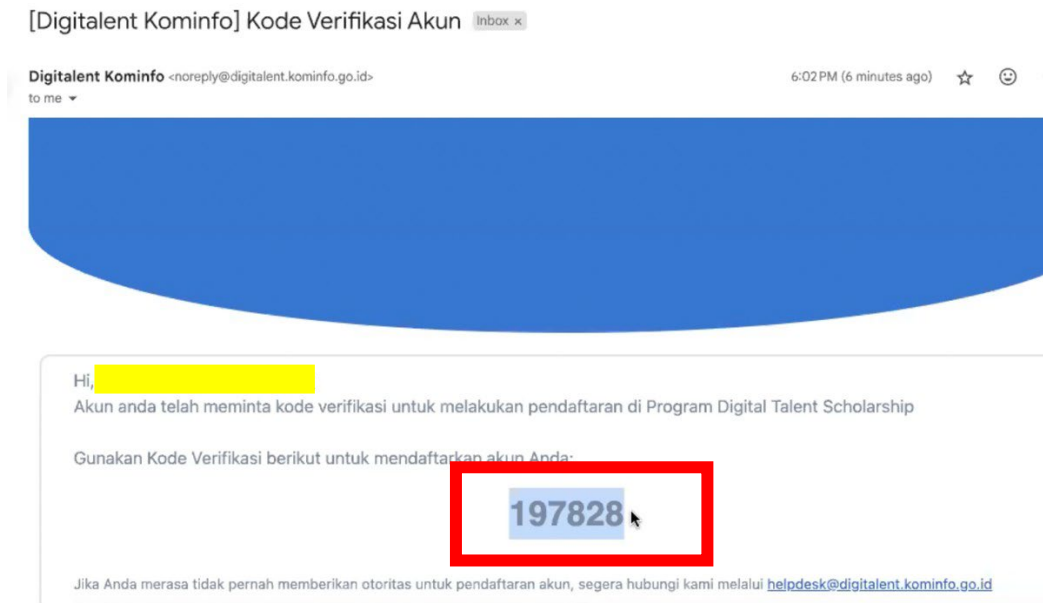 [Digitalent Kominfo] Kode Verifikasi Akun Inbox x
Digitalent Kominfo <noreply@digitalent.kominfo.go.id> 6:02 PM (6 minutes ago)
to me
Hi,
Akun anda telah meminta kode verifikasi untuk melakukan pendaftaran di Program Digital Talent Scholarship
Gunakan Kode Verifikasi berikut untuk mendaftarkan akun Anda:
197828
Jika Anda merasa tidak pernah memberikan otoritas untuk pendaftaran akun, segera hubungi kami melalui helpdesk@digitalent.kominfo.go.id